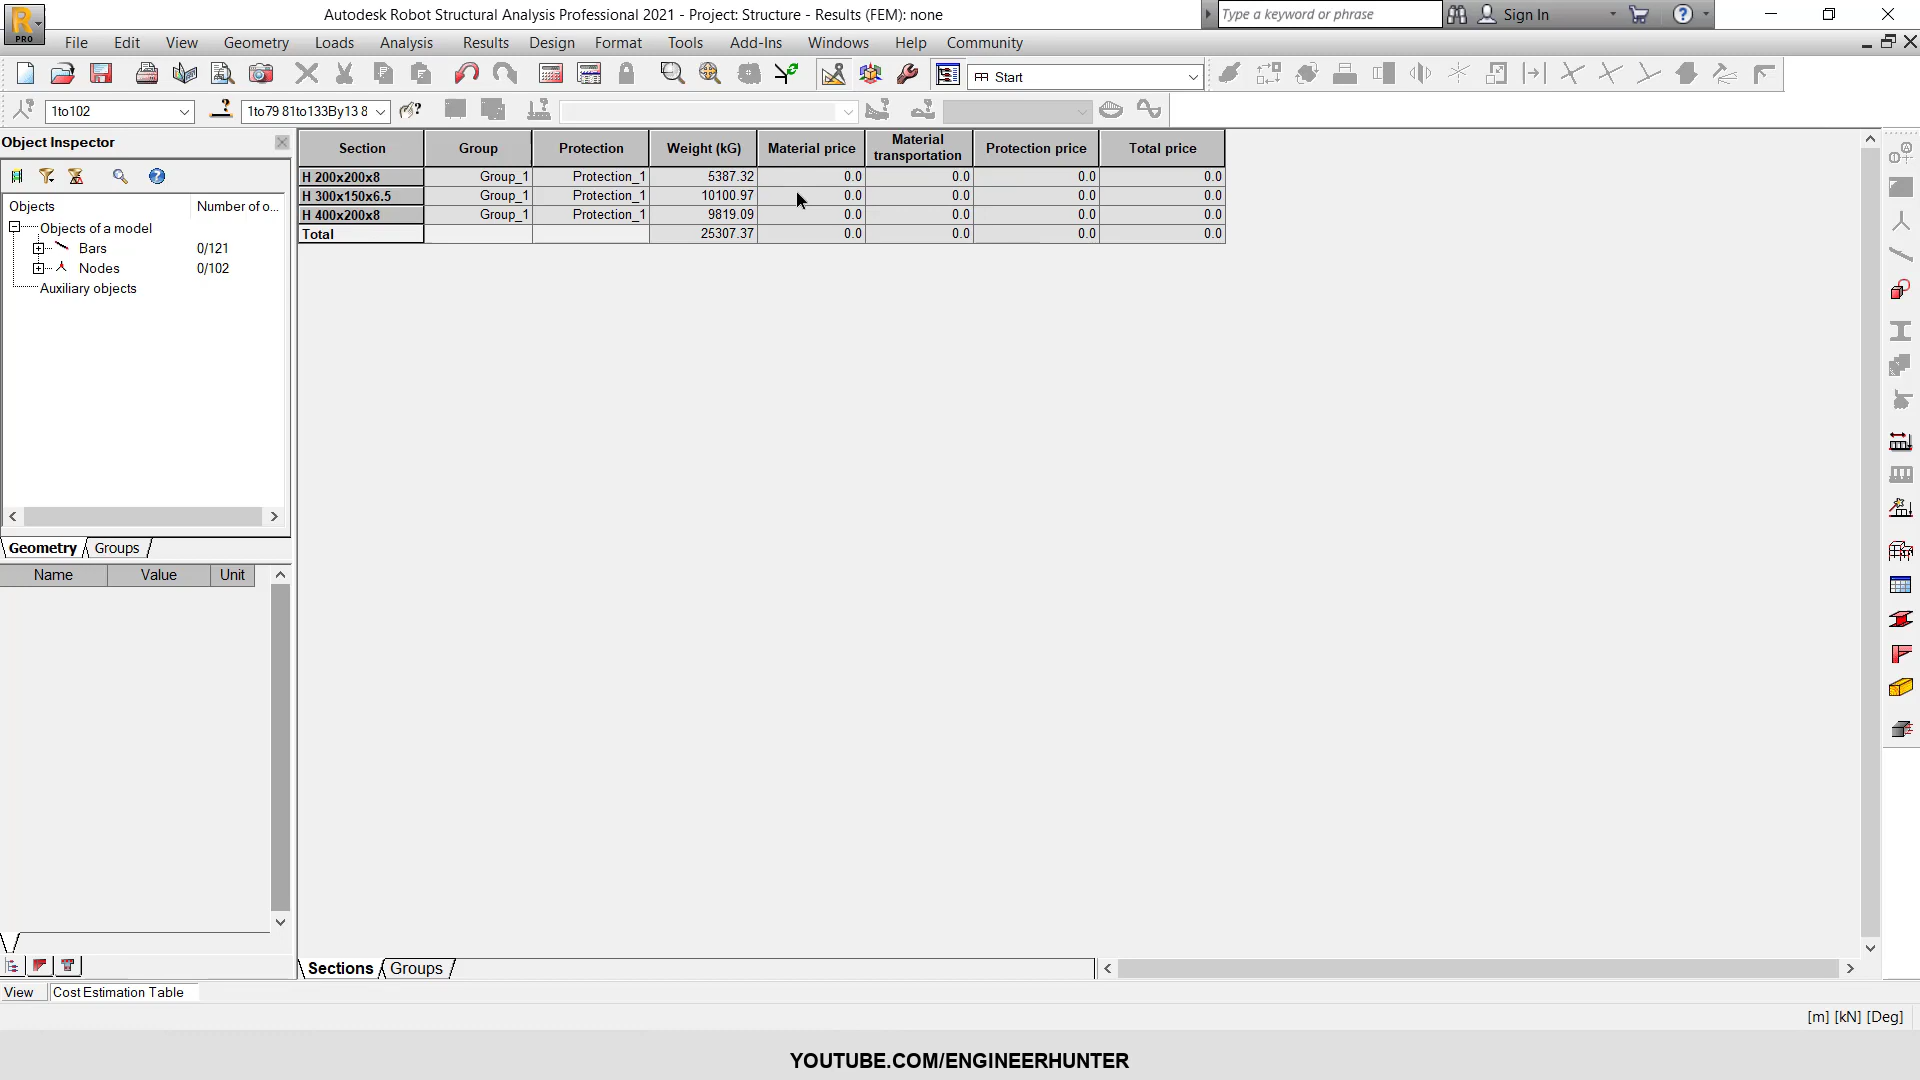 Autodesk Robot Structural Analysis Professional 2021 - Project: Structure - Results (FEM): none
Type a keyword or phrase
Sign In
PRO
File Edit View Geometry Loads Analysis Results Design Format Tools Add-Ins Windows Help Community
Start
1to102
1to79 81to133By13 8
Object Inspector
Objects Number of o...
Objects of a model
Bars 0/121
Nodes 0/102
Auxiliary objects
Geometry Groups
Name Value Unit
Section Group Protection Weight (kG) Material price Material transportation Protection price Total price
H 200x200x8 Group_1 Protection_1 5387.32 0.0 0.0 0.0 0.0
H 300x150x6.5 Group_1 Protection_1 10100.97 0.0 0.0 0.0 0.0
H 400x200x8 Group_1 Protection_1 9819.09 0.0 0.0 0.0 0.0
Total 25307.37 0.0 0.0 0.0 0.0
Sections Groups
View Cost Estimation Table
[m] [kN] [Deg]
YOUTUBE.COM/ENGINEERHUNTER